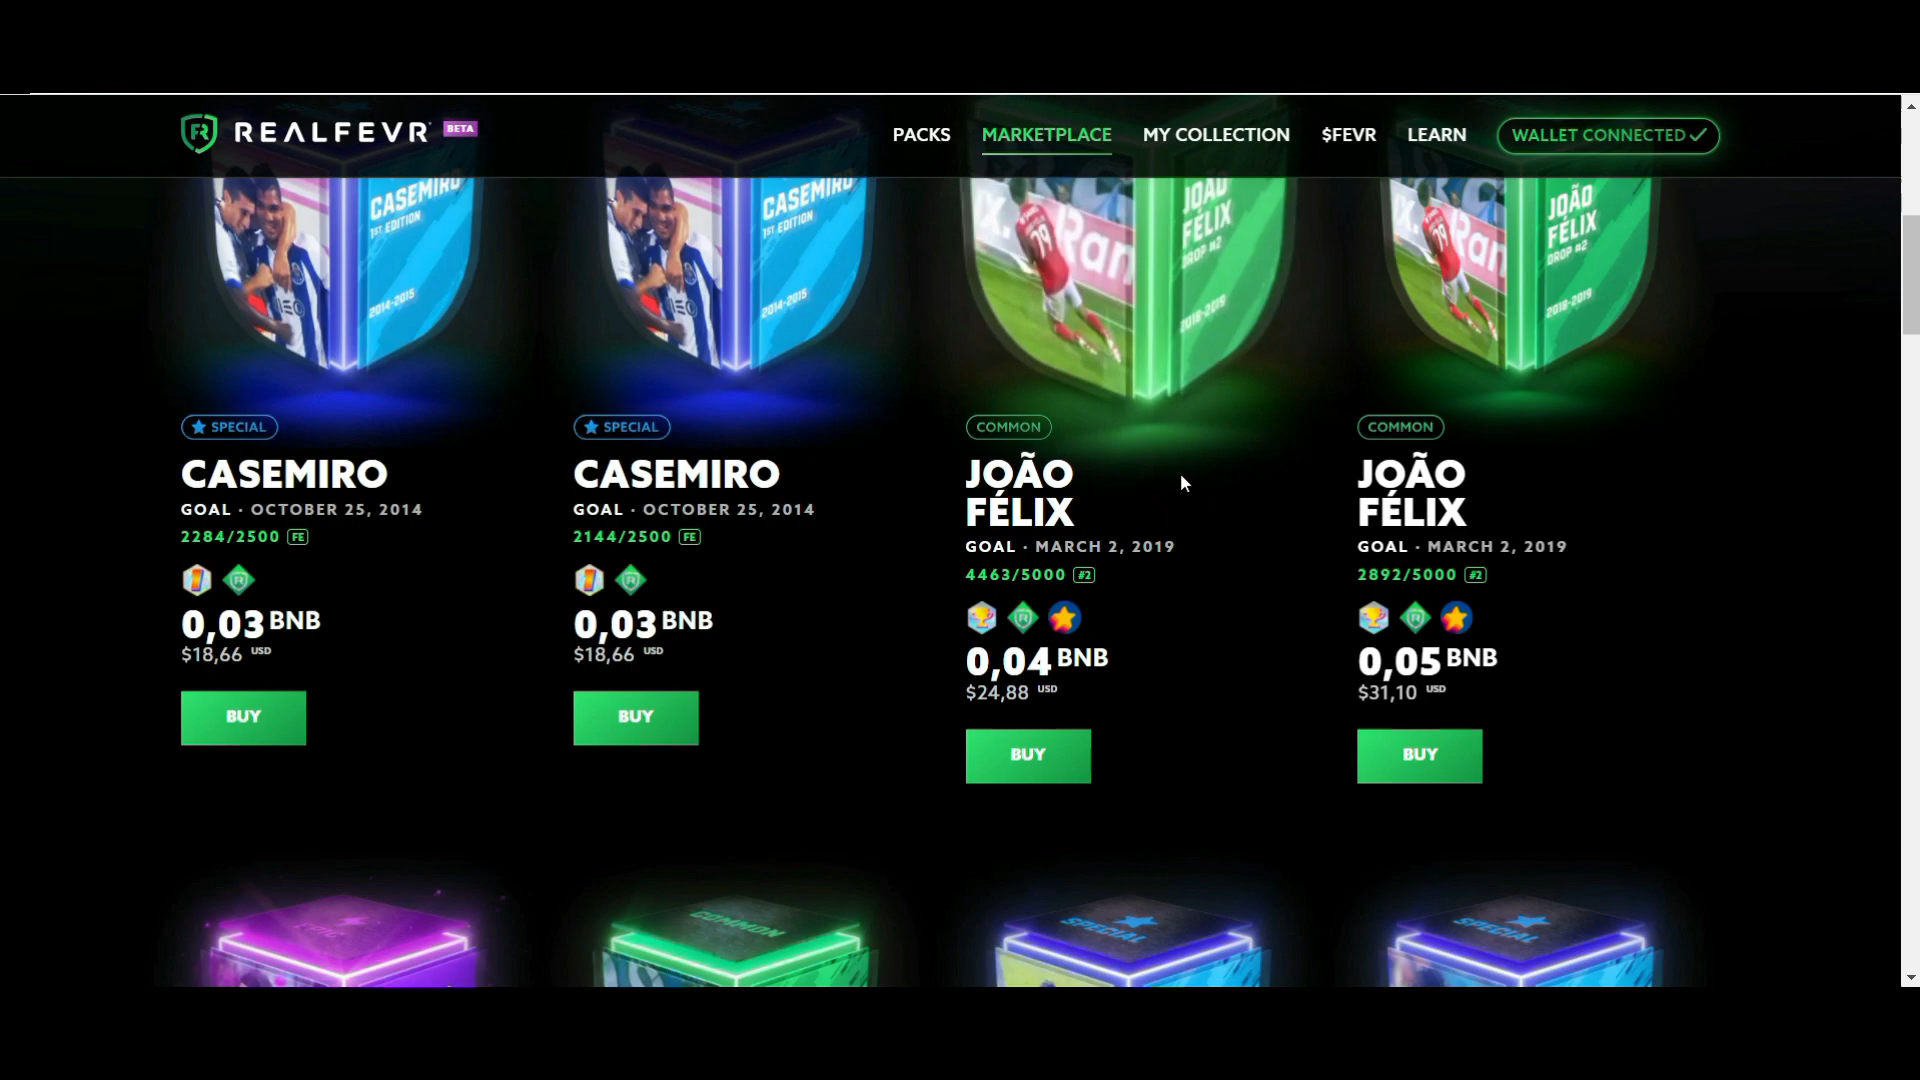 REALFEVR BETA
PACKS MARKETPLACE MY COLLECTION $FEVR LEARN WALLET CONNECTED
CASEMIRO
1ST EDITION
2014-2015
CASEMIRO
1ST EDITION
2014-2015
79
Ran
JOÃO
FÉLIX
DROP #2
2018-2019
79
Ran
JOÃO
FÉLIX
DROP #2
2018-2019
SPECIAL
CASEMIRO
GOAL · OCTOBER 25, 2014
2284/2500 FE
0,03 BNB
$18,66 USD
BUY
SPECIAL
CASEMIRO
GOAL · OCTOBER 25, 2014
2144/2500 FE
0,03 BNB
$18,66 USD
BUY
COMMON
JOÃO
FÉLIX
GOAL · MARCH 2, 2019
4463/5000 #2
0,04 BNB
$24,88 USD
BUY
COMMON
JOÃO
FÉLIX
GOAL · MARCH 2, 2019
2892/5000 #2
0,05 BNB
$31,10 USD
BUY
EPIC
COMMON
SPECIAL
SPECIAL